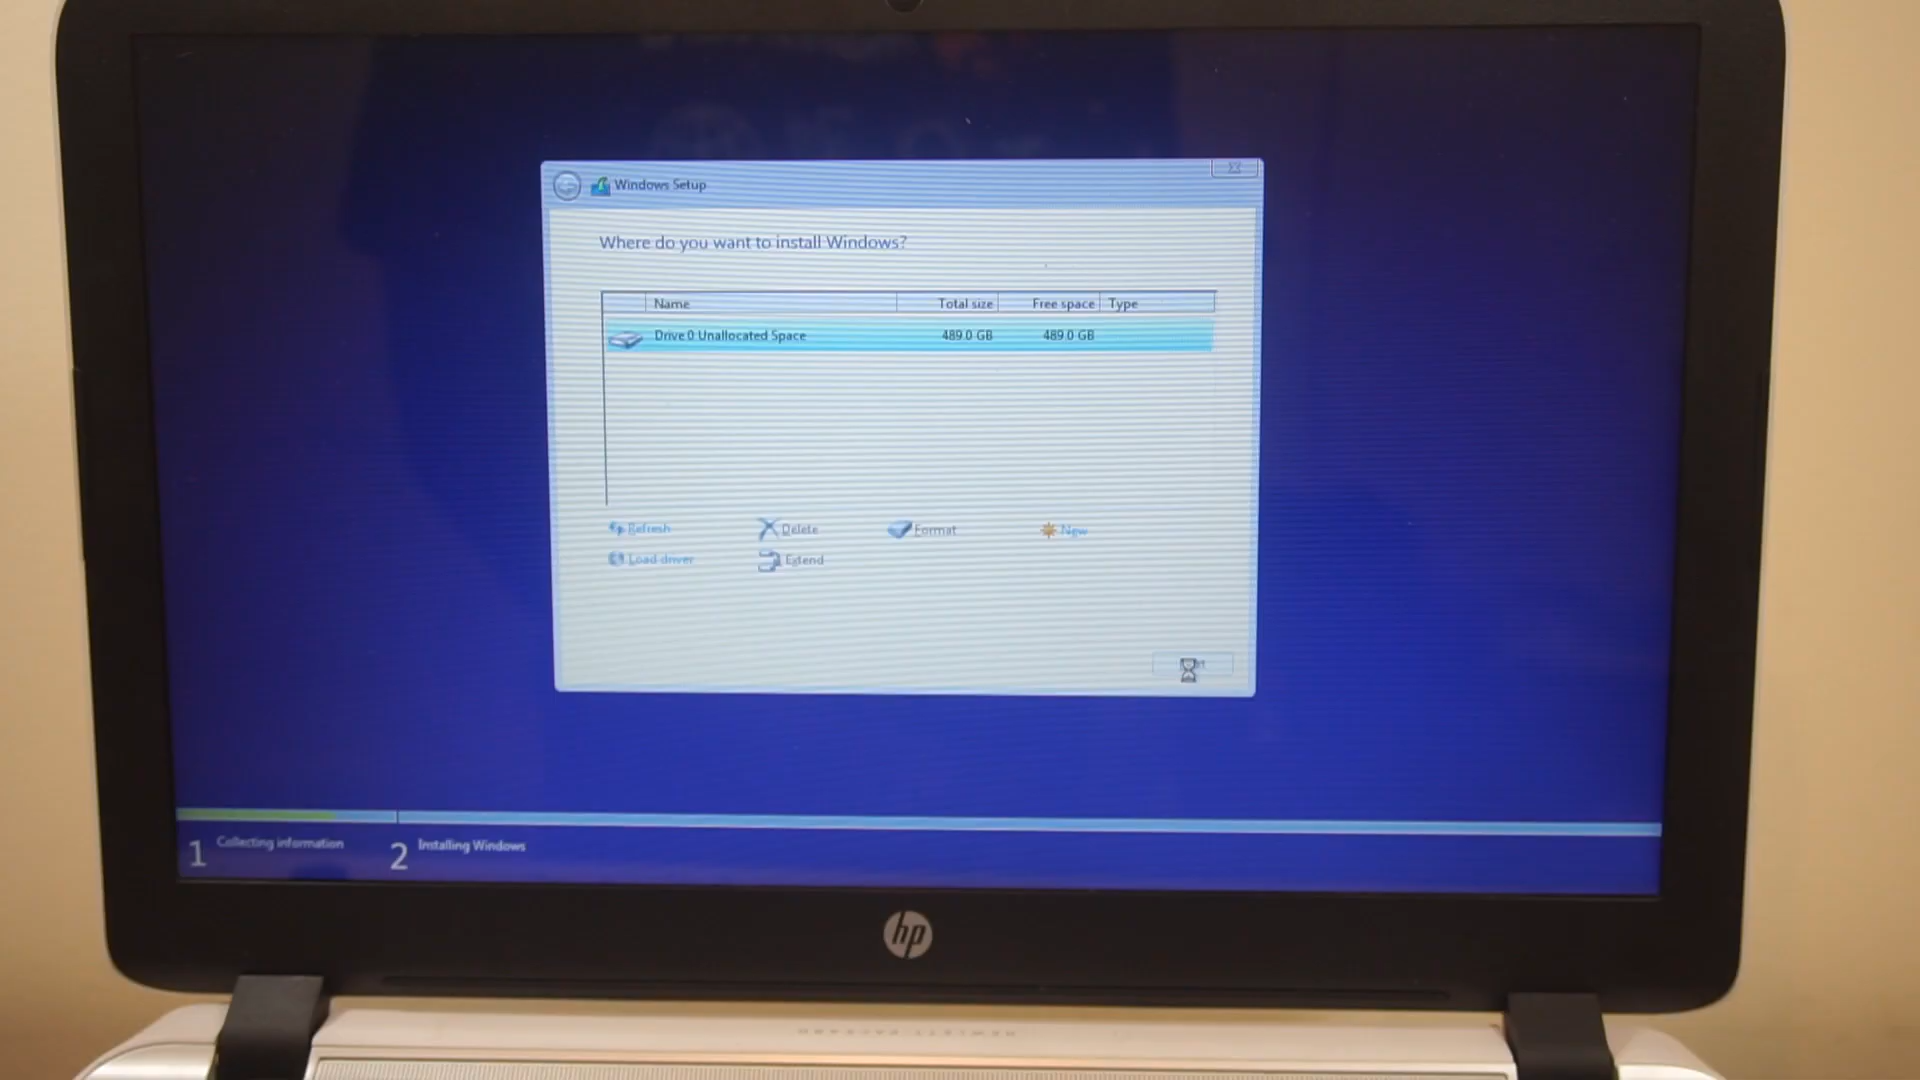 Windows Setup
Where do you want to install Windows?
Name Total size Free space Type
Drive 0 Unallocated Space 489.0 GB 489.0 GB
Refresh Delete Format New
Load driver Extend
1 Collecting information 2 Installing Windows
hp
HEWLETT PACKARD